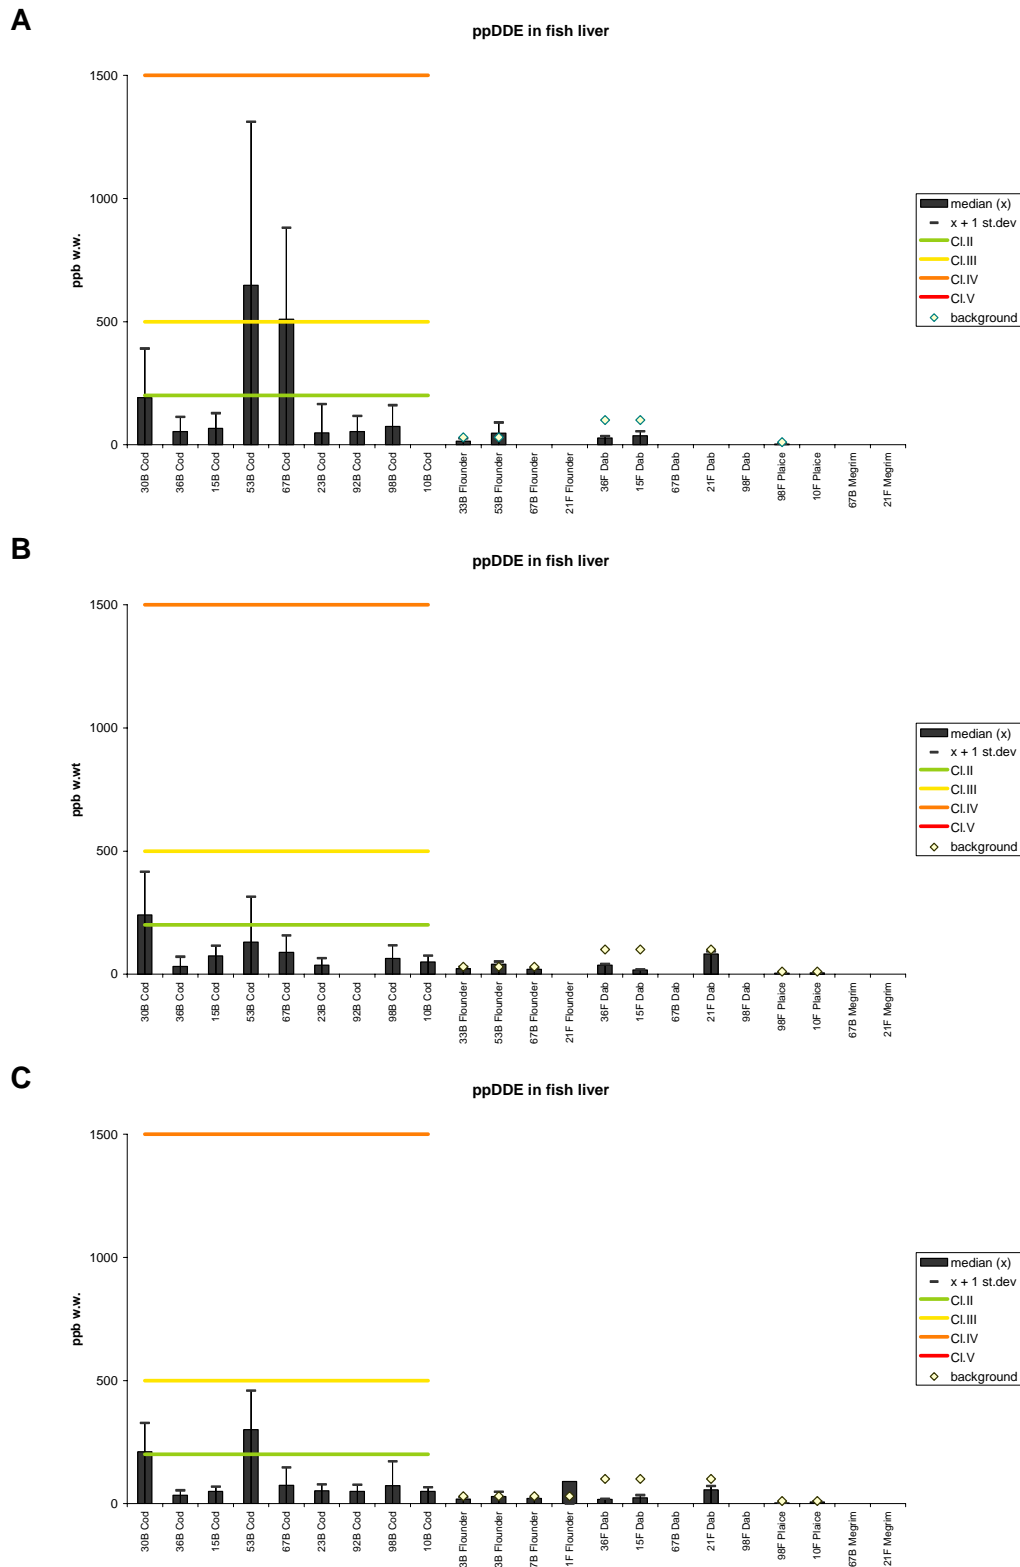 A
ppDDE in fish liver
1500
1000
500
0
ppb w.w.
30B Cod
36B Cod
15B Cod
53B Cod
67B Cod
23B Cod
92B Cod
98B Cod
10B Cod
33B Flounder
53B Flounder
67B Flounder
21F Flounder
36F Dab
15F Dab
67B Dab
21F Dab
98F Dab
98F Plaice
10F Plaice
67B Megrim
21F Megrim
median (x)
x + 1 st.dev
Cl.II
Cl.III
Cl.IV
Cl.V
background
B
ppDDE in fish liver
1500
1000
500
0
ppb w.wt
30B Cod
36B Cod
15B Cod
53B Cod
67B Cod
23B Cod
92B Cod
98B Cod
10B Cod
33B Flounder
53B Flounder
67B Flounder
21F Flounder
36F Dab
15F Dab
67B Dab
21F Dab
98F Dab
98F Plaice
10F Plaice
67B Megrim
21F Megrim
median (x)
x + 1 st.dev
Cl.II
Cl.III
Cl.IV
Cl.V
background
C
ppDDE in fish liver
1500
1000
500
0
ppb w.w.
30B Cod
36B Cod
15B Cod
53B Cod
67B Cod
23B Cod
92B Cod
98B Cod
10B Cod
3B Flounder
3B Flounder
7B Flounder
1F Flounder
36F Dab
15F Dab
67B Dab
21F Dab
98F Dab
98F Plaice
10F Plaice
67B Megrim
21F Megrim
median (x)
x + 1 st.dev
Cl.II
Cl.III
Cl.IV
Cl.V
background